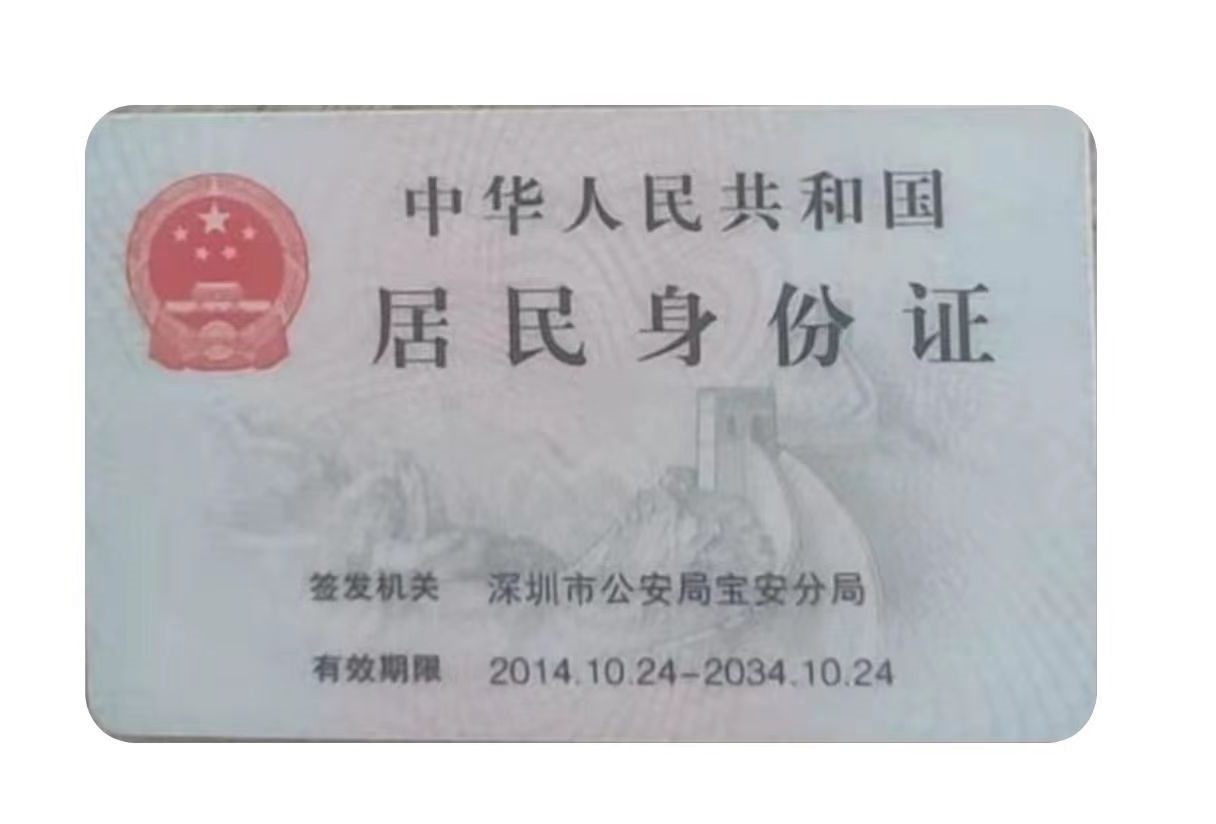 中华人民共和国
居民身份证
签发机关 深圳市公安局宝安分局
有效期限 2014.10.24-2034.10.24